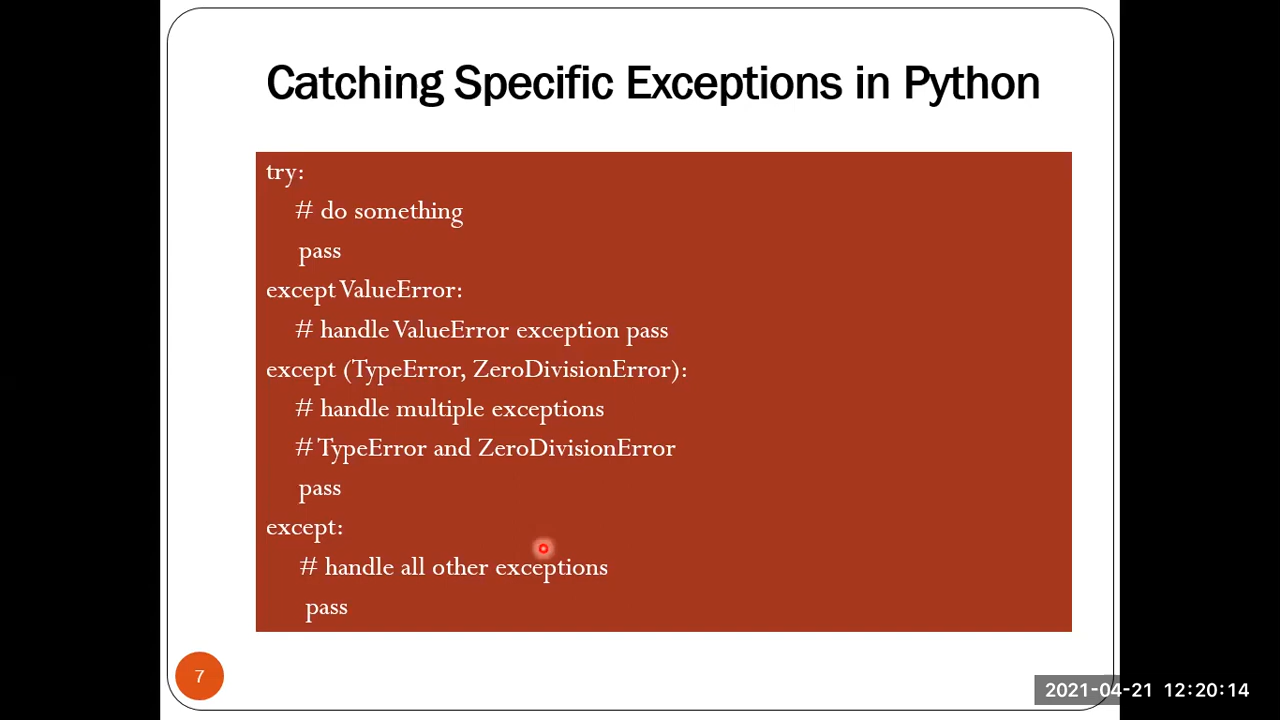 Catching Specific Exceptions in Python
try:
# do something
pass
except ValueError:
# handle ValueError exception pass
except (TypeError, ZeroDivisionError):
# handle multiple exceptions
# TypeError and ZeroDivisionError
pass
except:
# handle all other exceptions
pass
7
2021-04-21 12:20:14